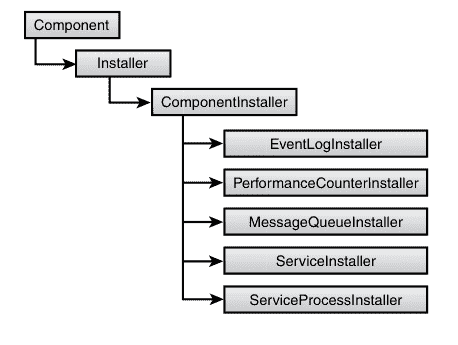 Component
Installer
ComponentInstaller
EventLogInstaller
PerformanceCounterInstaller
MessageQueueInstaller
ServiceInstaller
ServiceProcessInstaller